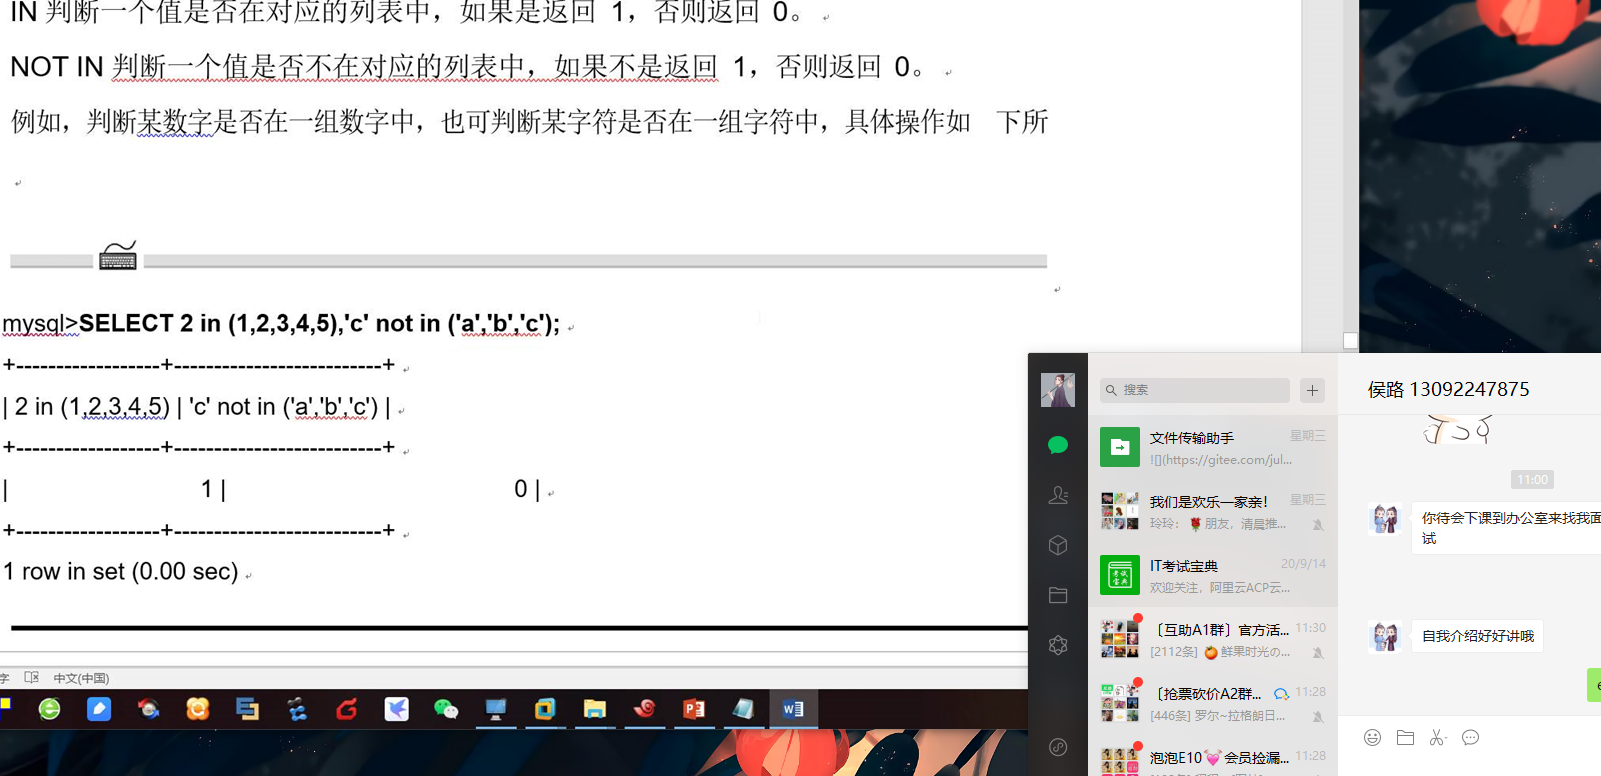 IN 判断一个值是否在对应的列表中，如果是返回 1，否则返回 0。
NOT IN 判断一个值是否不在对应的列表中，如果不是返回 1，否则返回 0。
例如，判断某数字是否在一组数字中，也可判断某字符是否在一组字符中，具体操作如 下所
mysql>SELECT 2 in (1,2,3,4,5),'c' not in ('a','b','c');
+------------------+--------------------------+
| 2 in (1,2,3,4,5) | 'c' not in ('a','b','c') |
+------------------+--------------------------+
| 1 | 0 |
+------------------+--------------------------+
1 row in set (0.00 sec)
字 中文(中国)
搜索
文件传输助手 星期三
![](https://gitee.com/jul...
我们是欢乐一家亲！ 星期三
玲玲：🌹朋友，清晨推...
IT考试宝典 20/9/14
欢迎关注，阿里云ACP云...
〔互助A1群〕官方活... 11:30
[2112条] 🍊鲜果时光の...
〔抢票砍价A2群... 11:28
[446条] 罗尔~拉格朗日...
泡泡E10💓会员捡漏... 11:28
侯路 13092247875
11:00
你待会下课到办公室来找我面
试
自我介绍好好讲哦